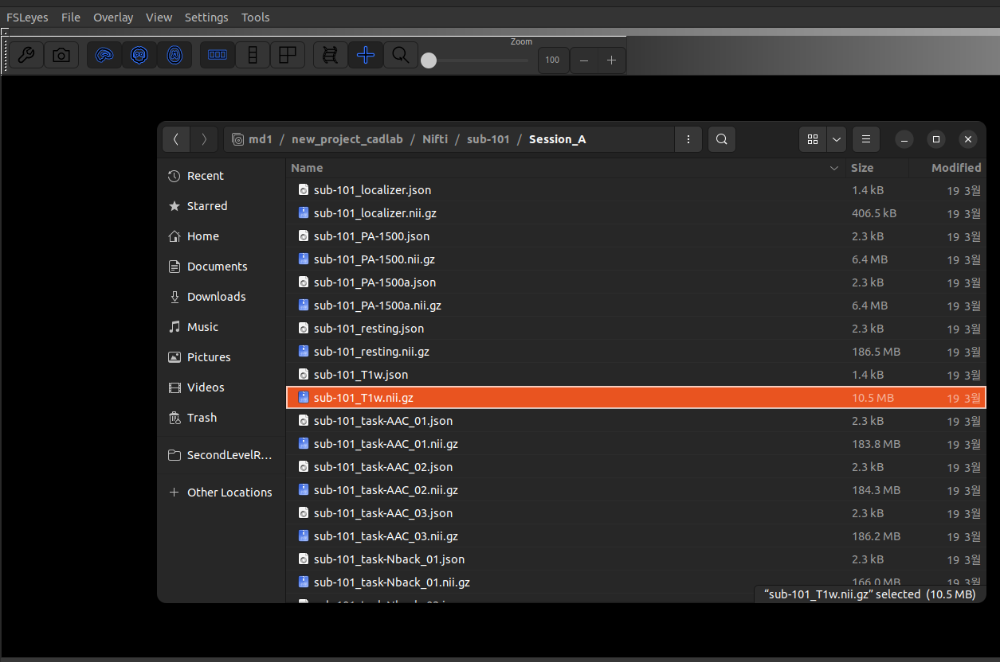 FSLeyes File Overlay View Settings Tools
Zoom
100
md1 / new_project_cadlab / Nifti / sub-101 / Session_A
Recent
Starred
Home
Documents
Downloads
Music
Pictures
Videos
Trash
SecondLevelR...
Other Locations
Name Size Modified
sub-101_localizer.json 1.4 kB 19 3월
sub-101_localizer.nii.gz 406.5 kB 19 3월
sub-101_PA-1500.json 2.3 kB 19 3월
sub-101_PA-1500.nii.gz 6.4 MB 19 3월
sub-101_PA-1500a.json 2.3 kB 19 3월
sub-101_PA-1500a.nii.gz 6.4 MB 19 3월
sub-101_resting.json 2.3 kB 19 3월
sub-101_resting.nii.gz 186.5 MB 19 3월
sub-101_T1w.json 1.4 kB 19 3월
sub-101_T1w.nii.gz 10.5 MB 19 3월
sub-101_task-AAC_01.json 2.3 kB 19 3월
sub-101_task-AAC_01.nii.gz 183.8 MB 19 3월
sub-101_task-AAC_02.json 2.3 kB 19 3월
sub-101_task-AAC_02.nii.gz 184.3 MB 19 3월
sub-101_task-AAC_03.json 2.3 kB 19 3월
sub-101_task-AAC_03.nii.gz 186.2 MB 19 3월
sub-101_task-Nback_01.json 2.3 kB 19 3월
sub-101_task-Nback_01.nii.gz 166.0 MB 19 3월
“sub-101_T1w.nii.gz” selected (10.5 MB)